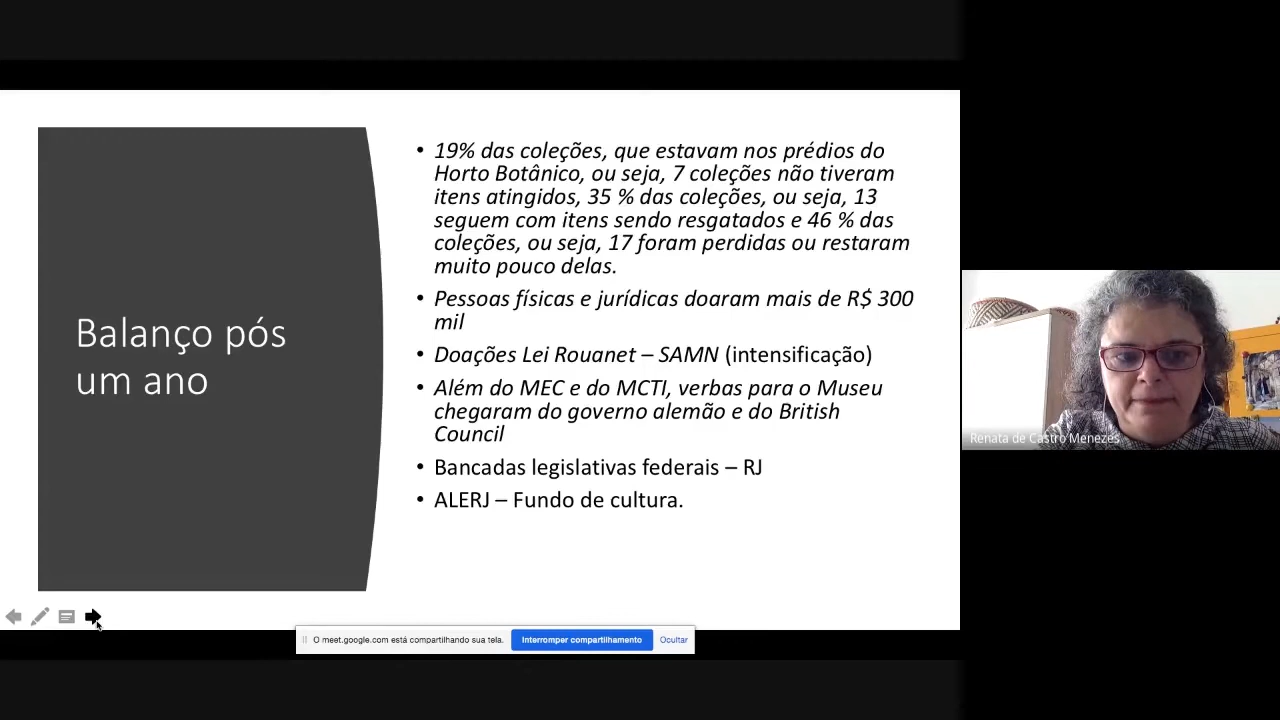 Balanço pós
um ano
• 19% das coleções, que estavam nos prédios do
Horto Botânico, ou seja, 7 coleções não tiveram
itens atingidos, 35 % das coleções, ou seja, 13
seguem com itens sendo resgatados e 46 % das
coleções, ou seja, 17 foram perdidas ou restaram
muito pouco delas.
• Pessoas físicas e jurídicas doaram mais de R$ 300
mil
• Doações Lei Rouanet – SAMN (intensificação)
• Além do MEC e do MCTI, verbas para o Museu
chegaram do governo alemão e do British
Council
• Bancadas legislativas federais – RJ
• ALERJ – Fundo de cultura.
Renata de Castro Menezes
O meet.google.com está compartilhando sua tela. Interromper compartilhamento Ocultar